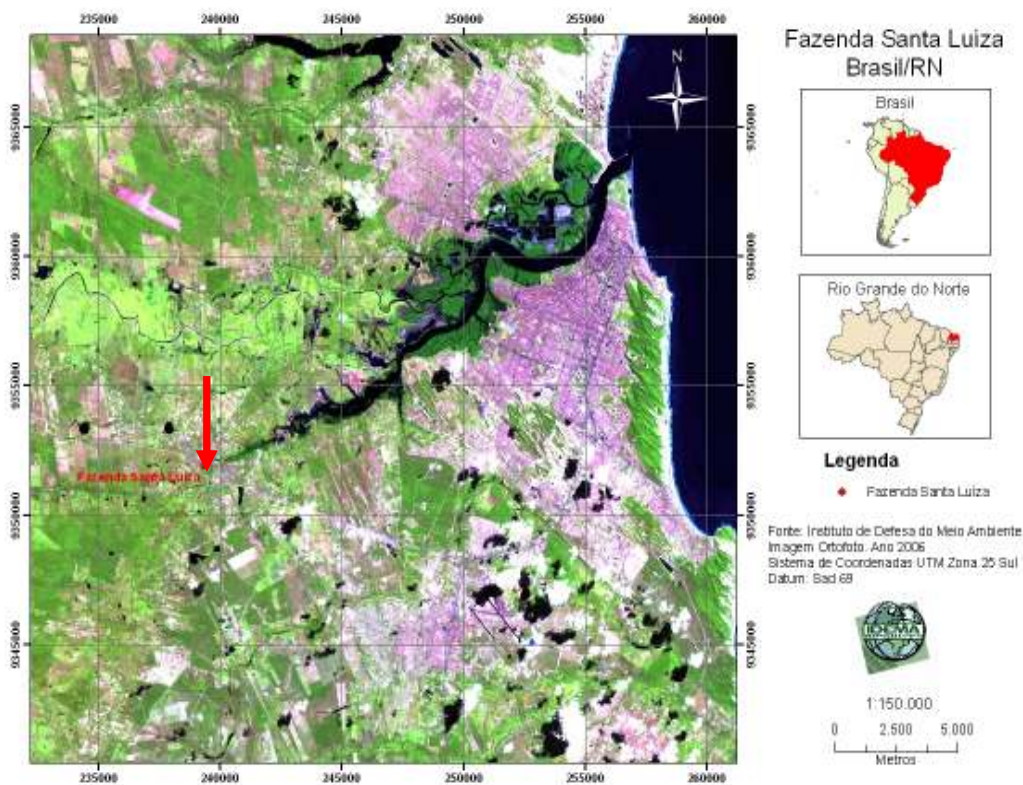 235000 240000 245000 250000 255000 260000
Fazenda Santa Luiza
Brasil/RN
N
Brasil
9365000 9365000
9360000 9360000
Rio Grande do Norte
9355000 9355000
Fazenda Santa Luiza
Legenda
Fazenda Santa Luiza
9350000 9350000
Fonte: Instituto de Defesa do Meio Ambiente
Imagem Ortofoto. Ano 2006
Sistema de Coordenadas UTM Zona 25 Sul
Datum: Sad 69
9345000 9345000
1:150.000
0 2.500 5.000
Metros
235000 240000 245000 250000 255000 260000